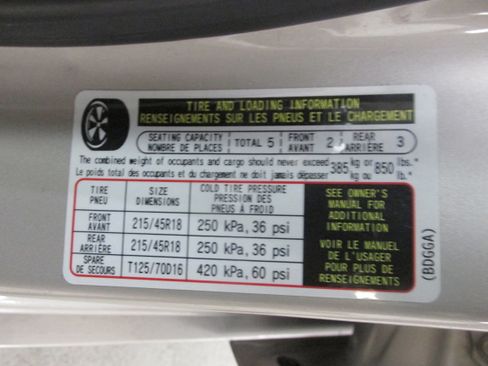 TIRE AND LOADING INFORMATION
RENSEIGNEMENTS SUR LES PNEUS ET LE CHARGEMENT
SEATING CAPACITY TOTAL 5 FRONT 2 REAR 3
NOMBRE DE PLACES AVANT ARRIÈRE
The combined weight of occupants and cargo should never exceed 385 kg or 850 lbs.
Le poids total des occupants et du chargement ne doit jamais dépasser kg ou lb.
TIRE SIZE COLD TIRE PRESSURE
PNEU DIMENSIONS PRESSION DES
PNEUS À FROID
FRONT 215/45R18 250 kPa, 36 psi
AVANT
REAR 215/45R18 250 kPa, 36 psi
ARRIÈRE
SPARE T125/70D16 420 kPa, 60 psi
DE SECOURS
SEE OWNER'S
MANUAL FOR
ADDITIONAL
INFORMATION
VOIR LE MANUEL
DE L'USAGER
POUR PLUS DE
RENSEIGNEMENTS
(BDGGA)